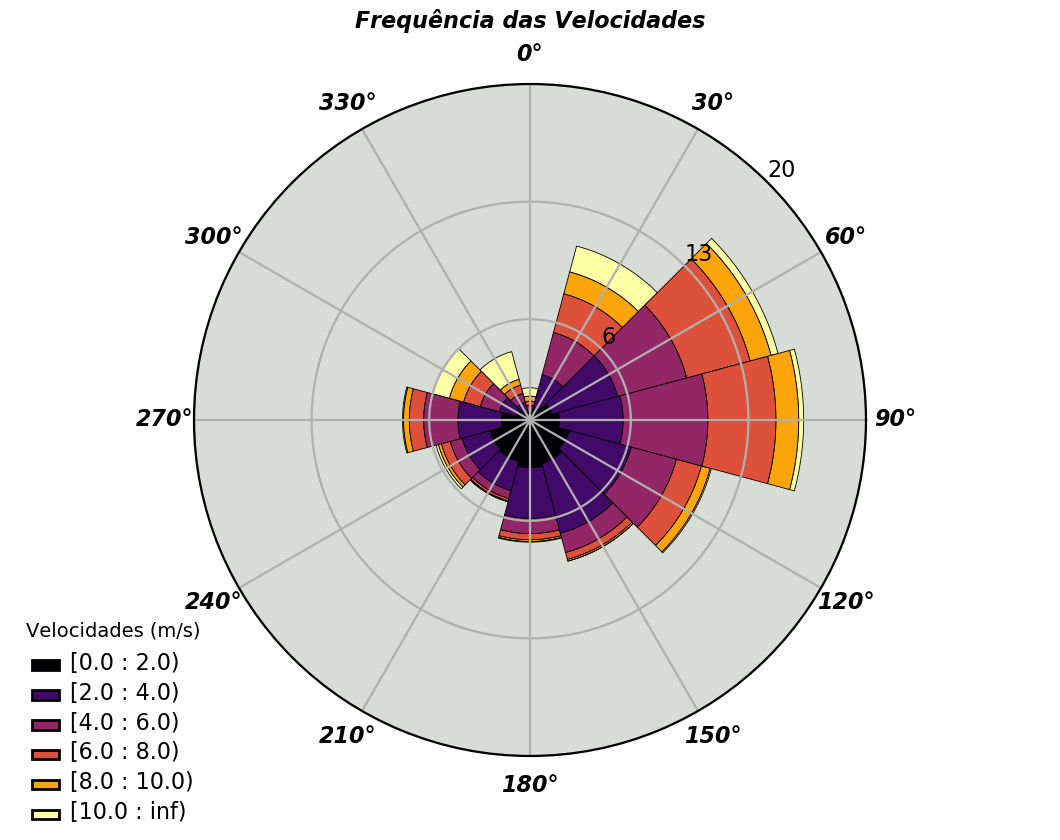 Frequência das Velocidades
0°
330°
30°
20
300°
60°
13
6
270°
90°
240°
120°
210°
150°
180°
Velocidades (m/s)
[0.0 : 2.0)
[2.0 : 4.0)
[4.0 : 6.0)
[6.0 : 8.0)
[8.0 : 10.0)
[10.0 : inf)